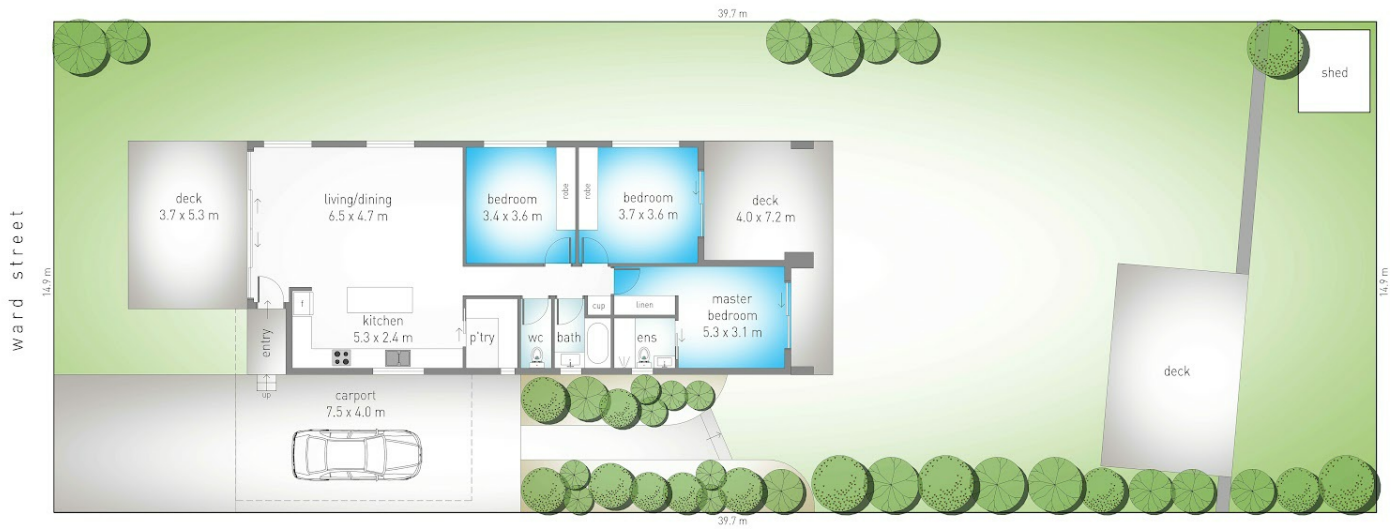 39.7 m
shed
ward street
14.9 m
deck
3.7 x 5.3 m
living/dining
6.5 x 4.7 m
bedroom
3.4 x 3.6 m
robe
robe
bedroom
3.7 x 3.6 m
deck
4.0 x 7.2 m
14.9 m
f
kitchen
5.3 x 2.4 m
entry
up
p'try
wc
bath
cup
linen
ens
master
bedroom
5.3 x 3.1 m
deck
carport
7.5 x 4.0 m
39.7 m